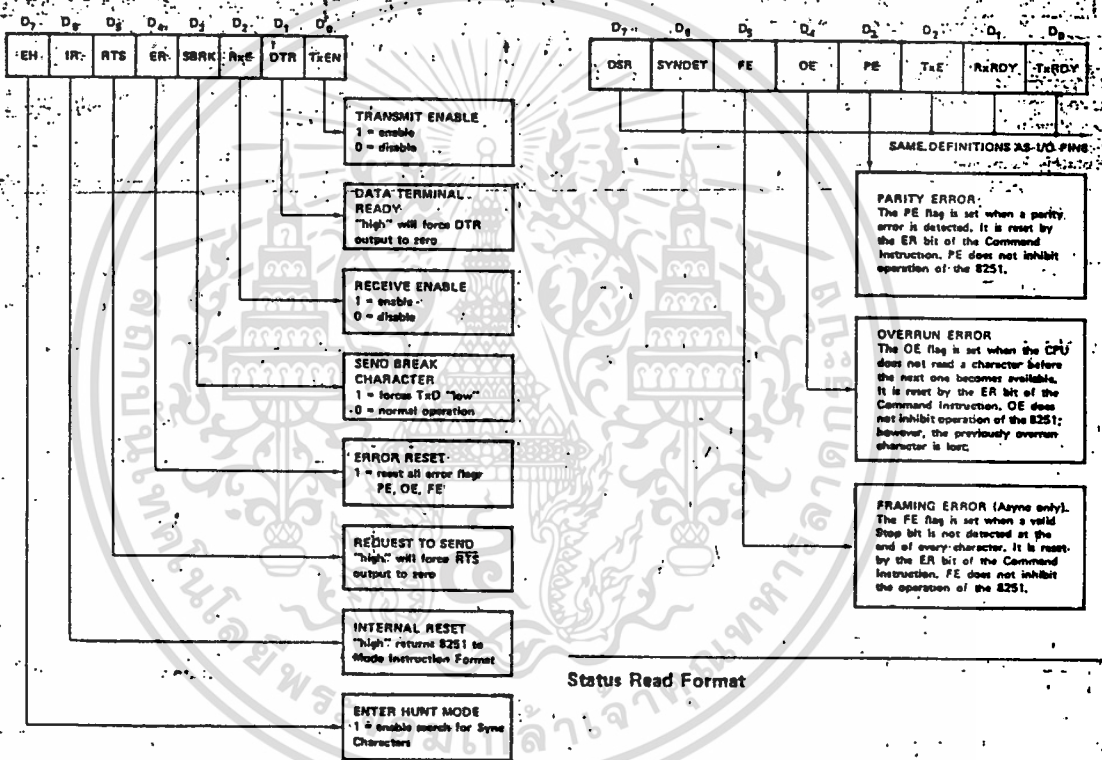 D7 D6 D5 D4 D3 D2 D1 D0
EH IR RTS ER SBRK RxE DTR TxEN
TRANSMIT ENABLE
1 = enable
0 = disable
DATA TERMINAL
READY
"high" will force DTR
output to zero
RECEIVE ENABLE
1 = enable
0 = disable
SEND BREAK
CHARACTER
1 = forces TxD "low"
0 = normal operation
ERROR RESET
1 = reset all error flags
PE, OE, FE
REQUEST TO SEND
"high" will force RTS
output to zero
INTERNAL RESET
"high" returns 8251 to
Mode Instruction Format
ENTER HUNT MODE
1 = enable search for Sync
Characters
D7 D6 D5 D4 D3 D2 D1 D0
DSR SYNDET FE OE PE TxE RxRDY TxRDY
SAME DEFINITIONS AS I/O PINS
PARITY ERROR
The PE flag is set when a parity
error is detected. It is reset by
the ER bit of the Command
Instruction. PE does not inhibit
operation of the 8251.
OVERRUN ERROR
The OE flag is set when the CPU
does not read a character before
the next one becomes available.
It is reset by the ER bit of the
Command Instruction. OE does
not inhibit operation of the 8251;
however, the previously overrun
character is lost.
FRAMING ERROR (Async only).
The FE flag is set when a valid
Stop bit is not detected at the
end of every character. It is reset
by the ER bit of the Command
Instruction. FE does not inhibit
the operation of the 8251.
Status Read Format